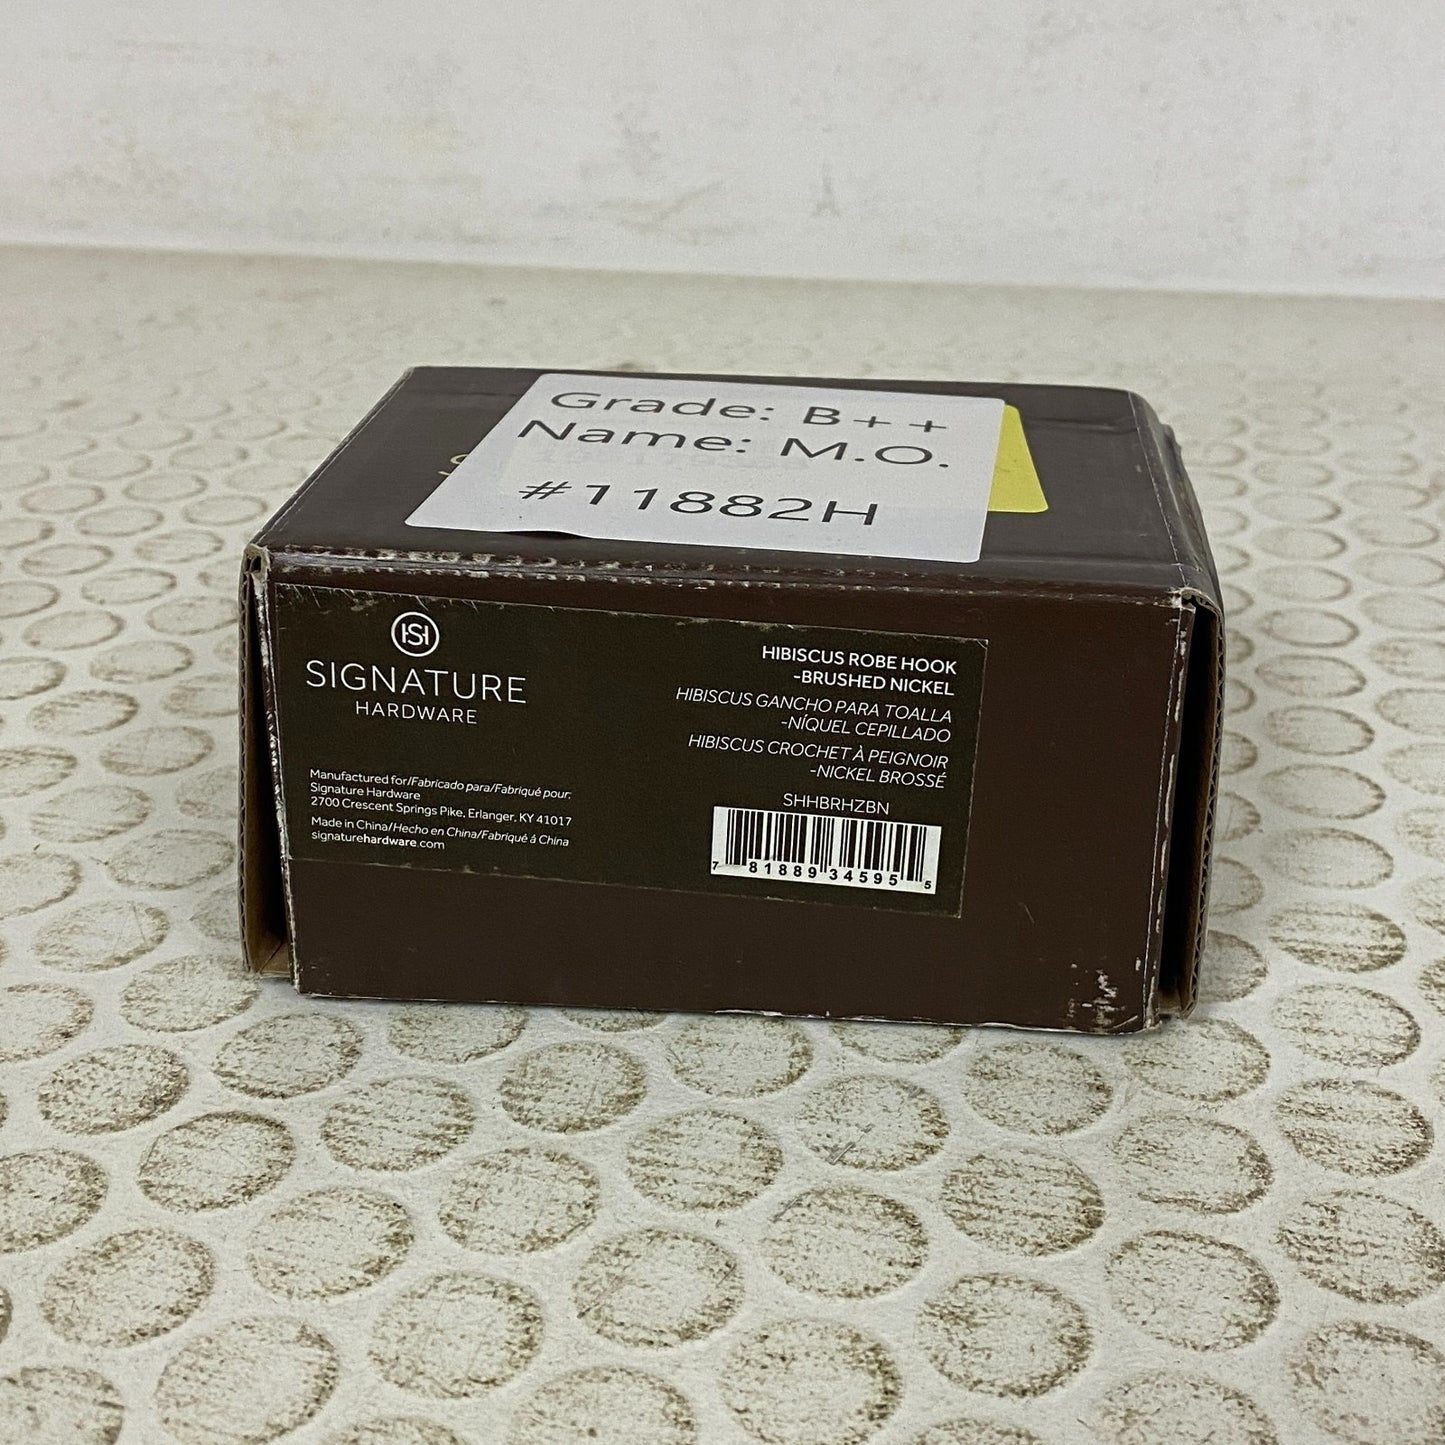 Grade: B++
Name: M.O.
#11882H
SIGNATURE
HARDWARE
Manufactured for/Fabricado para/Fabriqué pour:
Signature Hardware
2700 Crescent Springs Pike, Erlanger, KY 41017
Made in China/Hecho en China/Fabriqué á China
signaturehardware.com
HIBISCUS ROBE HOOK
-BRUSHED NICKEL
HIBISCUS GANCHO PARA TOALLA
-NÍQUEL CEPILLADO
HIBISCUS CROCHET À PEIGNOIR
-NICKEL BROSSÉ
SHHBRHZBN
7 81889 34595 5